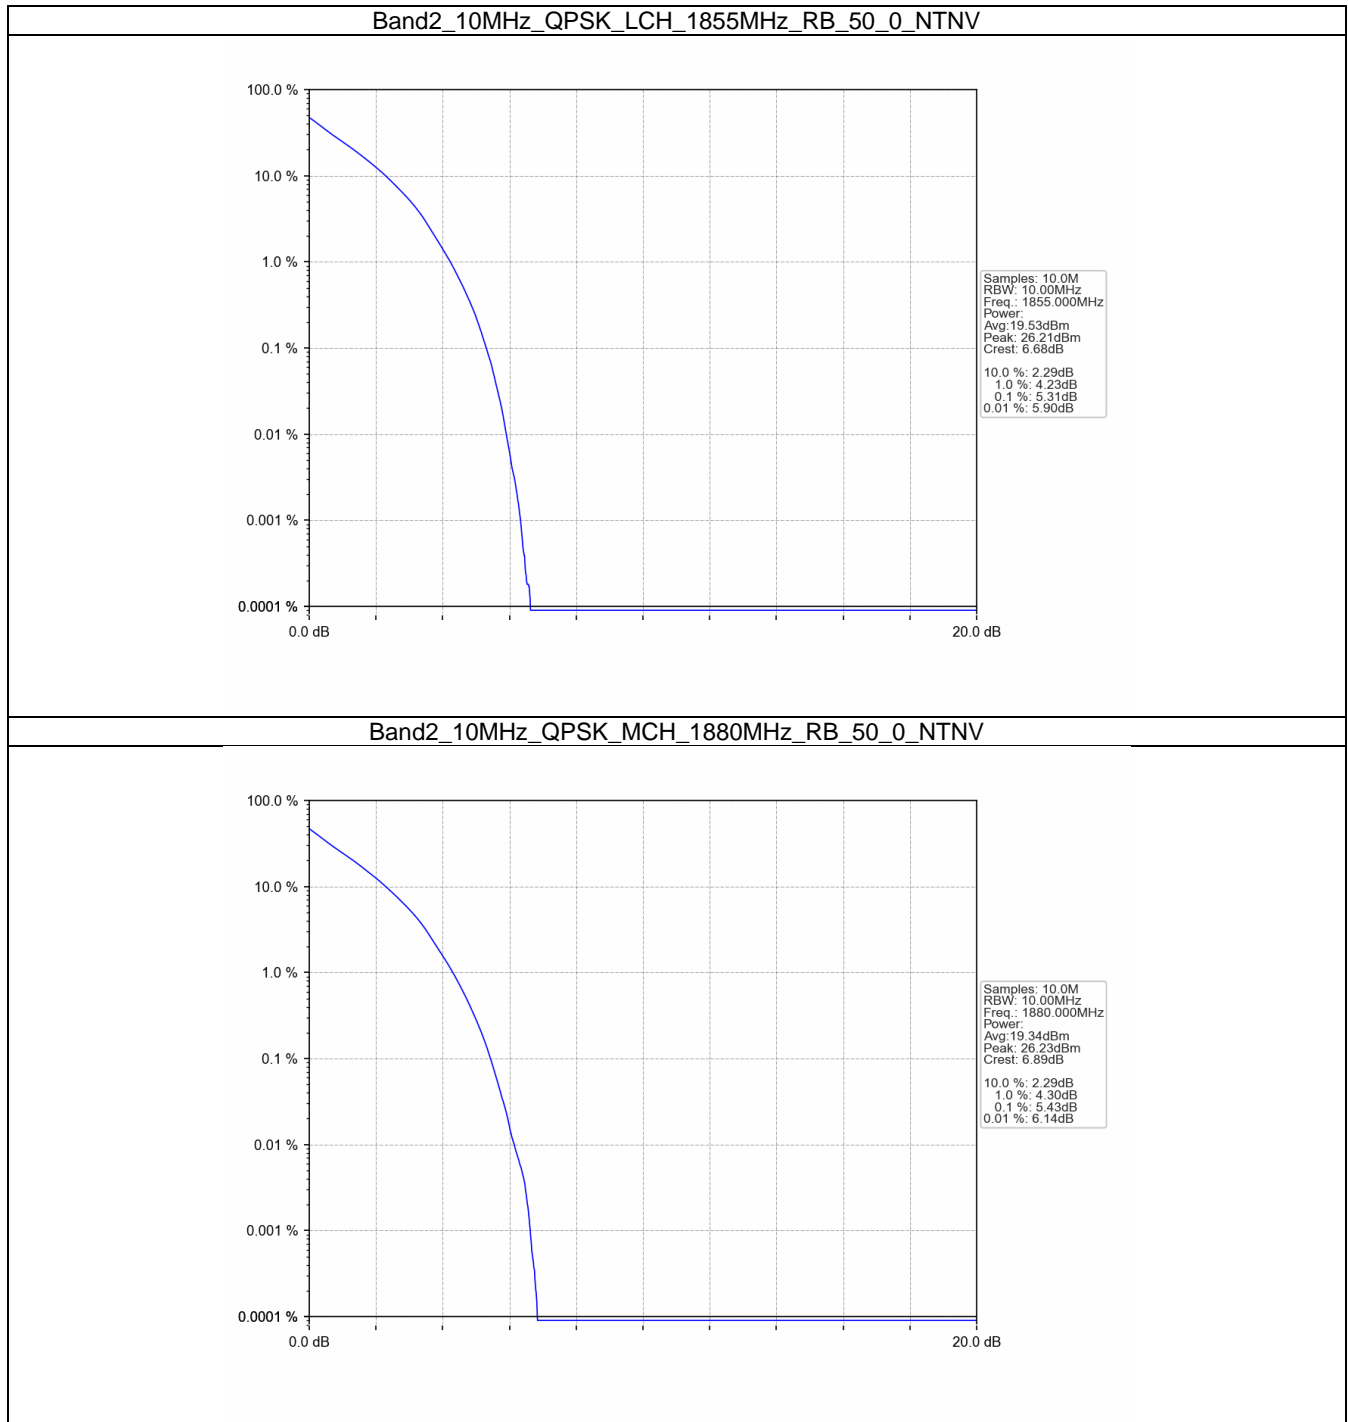 Band2_10MHz_QPSK_LCH_1855MHz_RB_50_0_NTNV
100.0 %
10.0 %
1.0 %
0.1 %
0.01 %
0.001 %
0.0001 %
0.0 dB
20.0 dB
Samples: 10.0M
RBW: 10.00MHz
Freq.: 1855.000MHz
Power:
Avg:19.53dBm
Peak: 26.21dBm
Crest: 6.68dB
10.0 %: 2.29dB
1.0 %: 4.23dB
0.1 %: 5.31dB
0.01 %: 5.90dB
Band2_10MHz_QPSK_MCH_1880MHz_RB_50_0_NTNV
100.0 %
10.0 %
1.0 %
0.1 %
0.01 %
0.001 %
0.0001 %
0.0 dB
20.0 dB
Samples: 10.0M
RBW: 10.00MHz
Freq.: 1880.000MHz
Power:
Avg:19.34dBm
Peak: 26.23dBm
Crest: 6.89dB
10.0 %: 2.29dB
1.0 %: 4.30dB
0.1 %: 5.43dB
0.01 %: 6.14dB